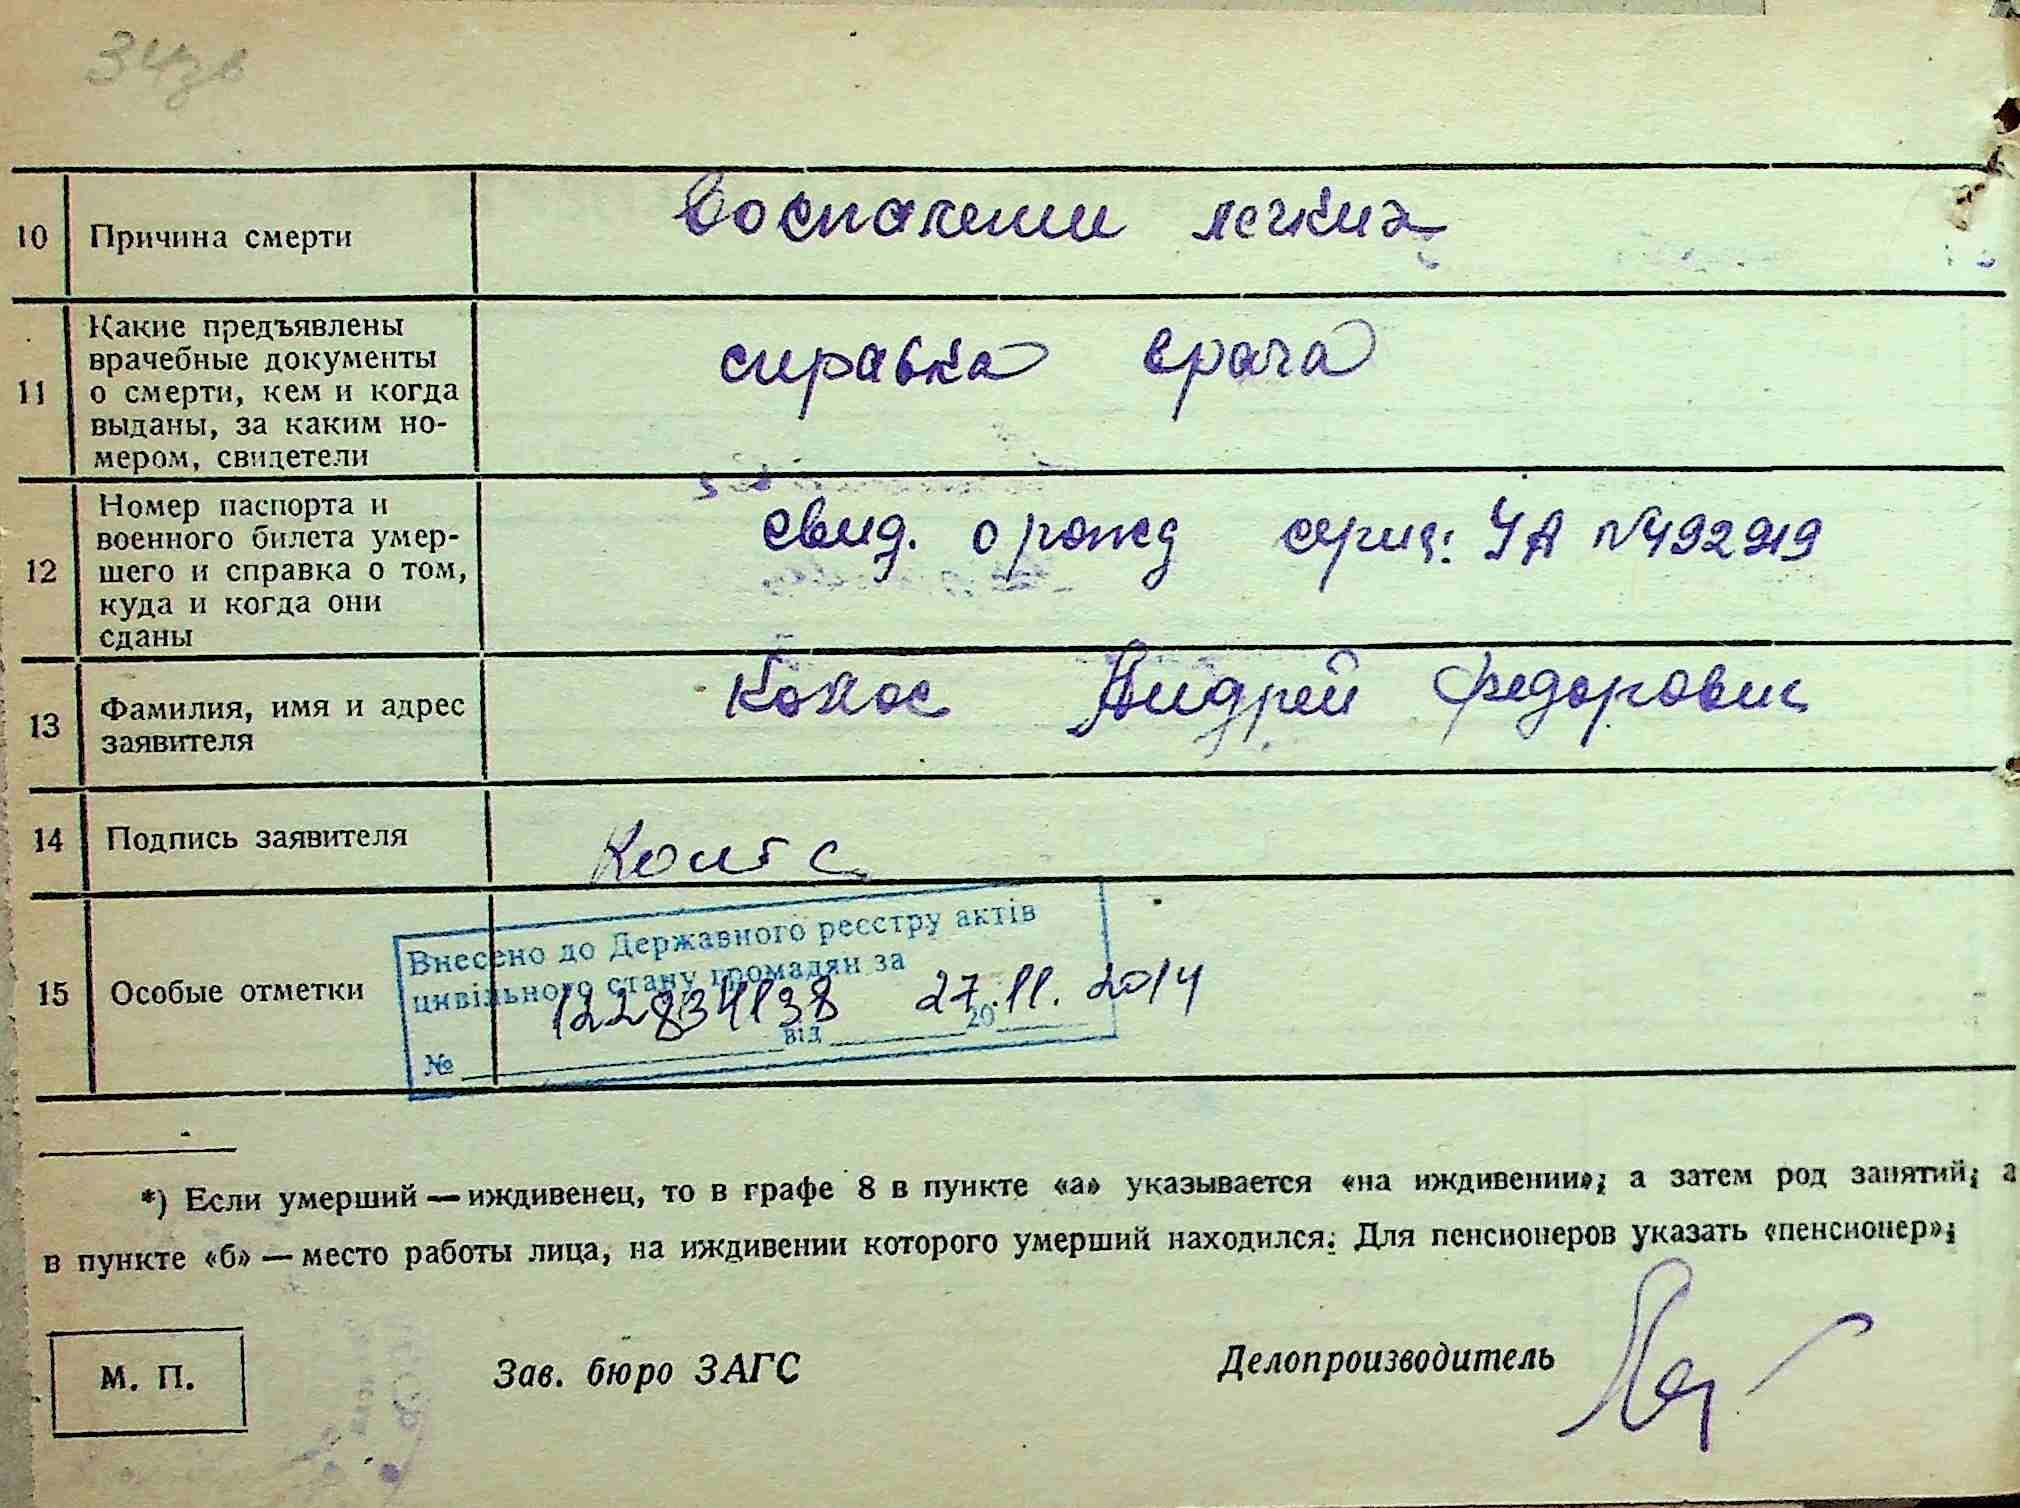 34зв
10 Причина смерти Воспалении легких
11 Какие предъявлены
врачебные документы
о смерти, кем и когда
выданы, за каким но-
мером, свидетели
справка врача
12 Номер паспорта и
военного билета умер-
шего и справка о том,
куда и когда они
сданы
свид. о рожд серия: УА №492919
13 Фамилия, имя и адрес
заявителя
Андрей Федорович
14 Подпись заявителя
15 Особые отметки
Внесено до Державного реєстру актів
цивільного стану громадян за
№ 122834138 від 27.11.2014 20
*) Если умерший — иждивенец, то в графе 8 в пункте «а» указывается «на иждивении»; а затем род занятий; а
в пункте «б» — место работы лица, на иждивении которого умерший находился. Для пенсионеров указать «пенсионер»;
М. П.
Зав. бюро ЗАГС
Делопроизводитель